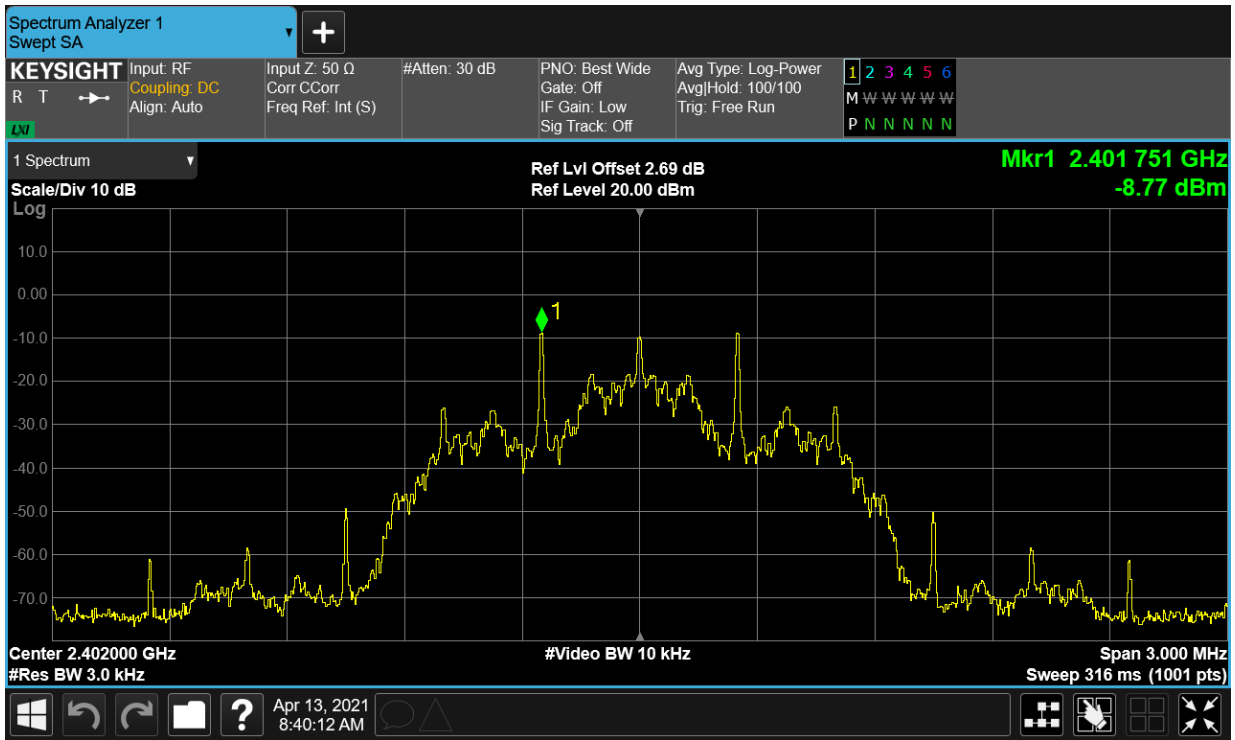 Spectrum Analyzer 1
Swept SA
KEYSIGHT
R T
LXI
Input: RF
Coupling: DC
Align: Auto
Input Z: 50 Ω
Corr CCorr
Freq Ref: Int (S)
#Atten: 30 dB
PNO: Best Wide
Gate: Off
IF Gain: Low
Sig Track: Off
Avg Type: Log-Power
Avg|Hold: 100/100
Trig: Free Run
1 2 3 4 5 6
M W W W W W
P N N N N N
1 Spectrum
Scale/Div 10 dB
Ref Lvl Offset 2.69 dB
Ref Level 20.00 dBm
Mkr1 2.401 751 GHz
-8.77 dBm
Log
10.0
0.00
-10.0
-20.0
-30.0
-40.0
-50.0
-60.0
-70.0
1
Center 2.402000 GHz
#Res BW 3.0 kHz
#Video BW 10 kHz
Span 3.000 MHz
Sweep 316 ms (1001 pts)
?
Apr 13, 2021
8:40:12 AM